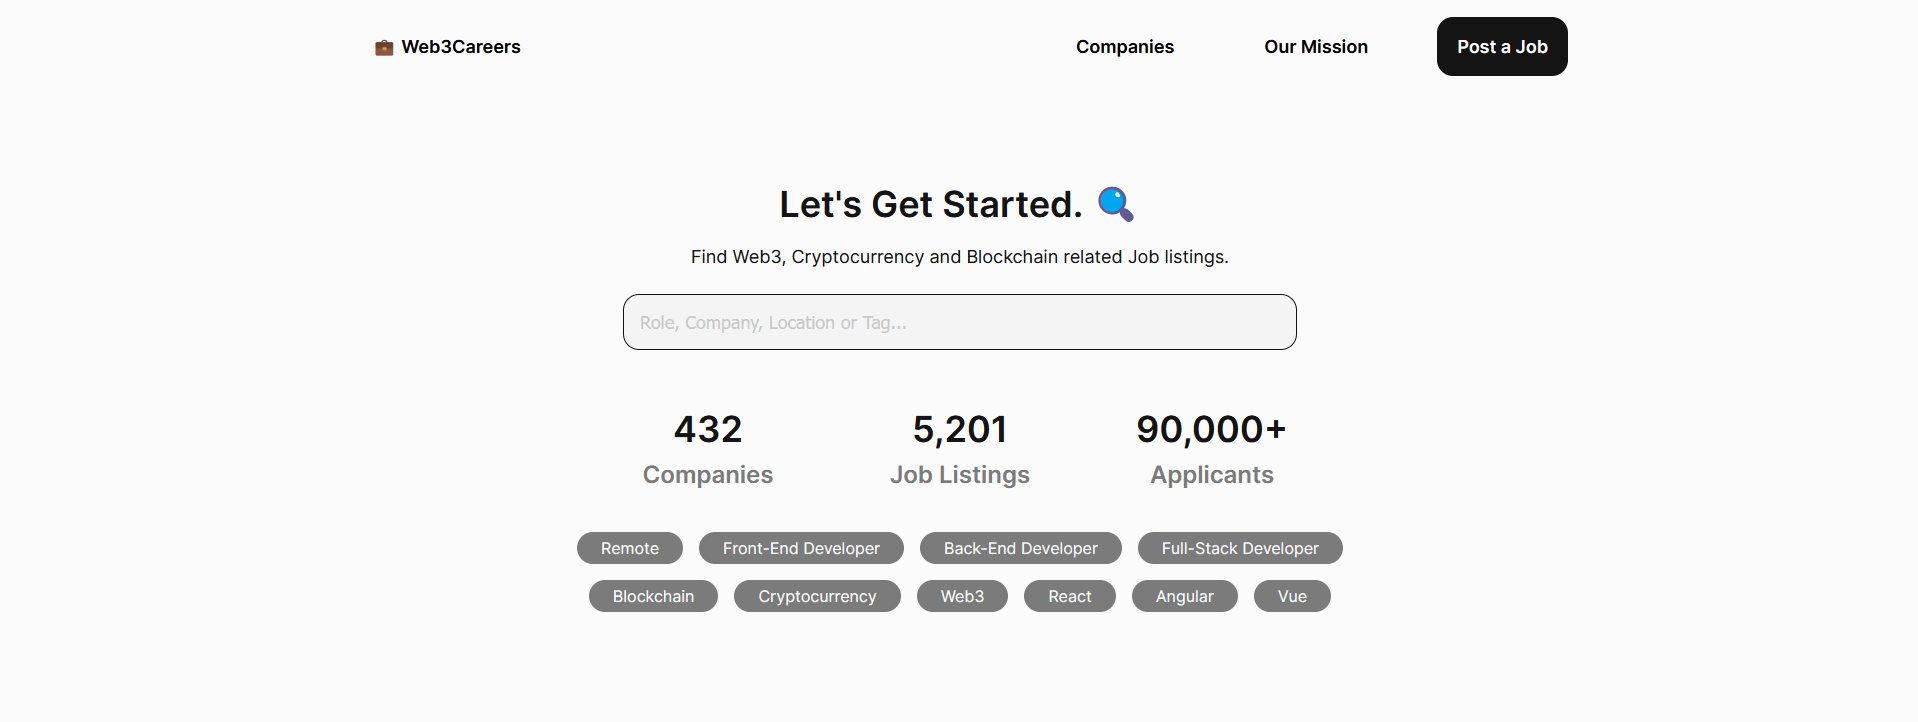 Web3Careers Companies Our Mission Post a Job
Let's Get Started.
Find Web3, Cryptocurrency and Blockchain related Job listings.
Role, Company, Location or Tag...
432 5,201 90,000+
Companies Job Listings Applicants
Remote Front-End Developer Back-End Developer Full-Stack Developer
Blockchain Cryptocurrency Web3 React Angular Vue